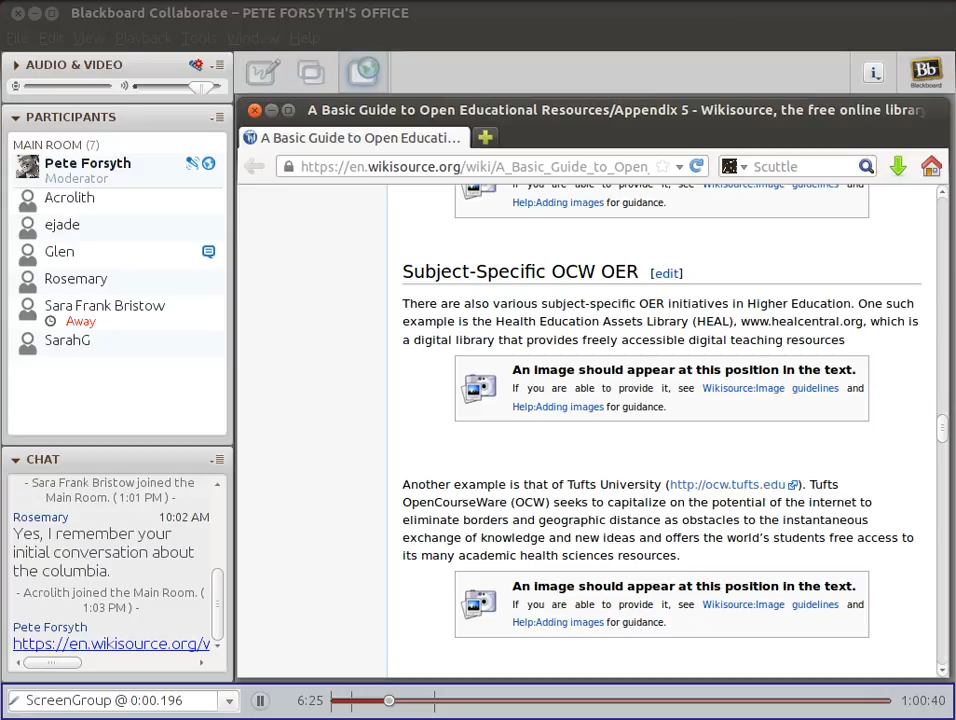 Blackboard Collaborate – PETE FORSYTH'S OFFICE
File Edit View Playback Tools Window Help
AUDIO & VIDEO
PARTICIPANTS
MAIN ROOM (7)
Pete Forsyth
Moderator
Acrolith
ejade
Glen
Rosemary
Sara Frank Bristow
Away
SarahG
CHAT
- Sara Frank Bristow joined the
Main Room. ( 1:01 PM ) -
Rosemary 10:02 AM
Yes, I remember your
initial conversation about
the columbia.
- Acrolith joined the Main Room. (
1:03 PM ) -
Pete Forsyth
https://en.wikisource.org/v
i
Bb
Blackboard
A Basic Guide to Open Educational Resources/Appendix 5 - Wikisource, the free online librar
A Basic Guide to Open Educati...
https://en.wikisource.org/wiki/A_Basic_Guide_to_Open_
Scuttle
If you are able to provide it, see Wikisource:Image guidelines and
Help:Adding images for guidance.
Subject-Specific OCW OER [edit]
There are also various subject-specific OER initiatives in Higher Education. One such
example is the Health Education Assets Library (HEAL), www.healcentral.org, which is
a digital library that provides freely accessible digital teaching resources
An image should appear at this position in the text.
If you are able to provide it, see Wikisource:Image guidelines and
Help:Adding images for guidance.
Another example is that of Tufts University (http://ocw.tufts.edu). Tufts
OpenCourseWare (OCW) seeks to capitalize on the potential of the internet to
eliminate borders and geographic distance as obstacles to the instantaneous
exchange of knowledge and new ideas and offers the world's students free access to
its many academic health sciences resources.
An image should appear at this position in the text.
If you are able to provide it, see Wikisource:Image guidelines and
Help:Adding images for guidance.
ScreenGroup @ 0:00.196
6:25
1:00:40